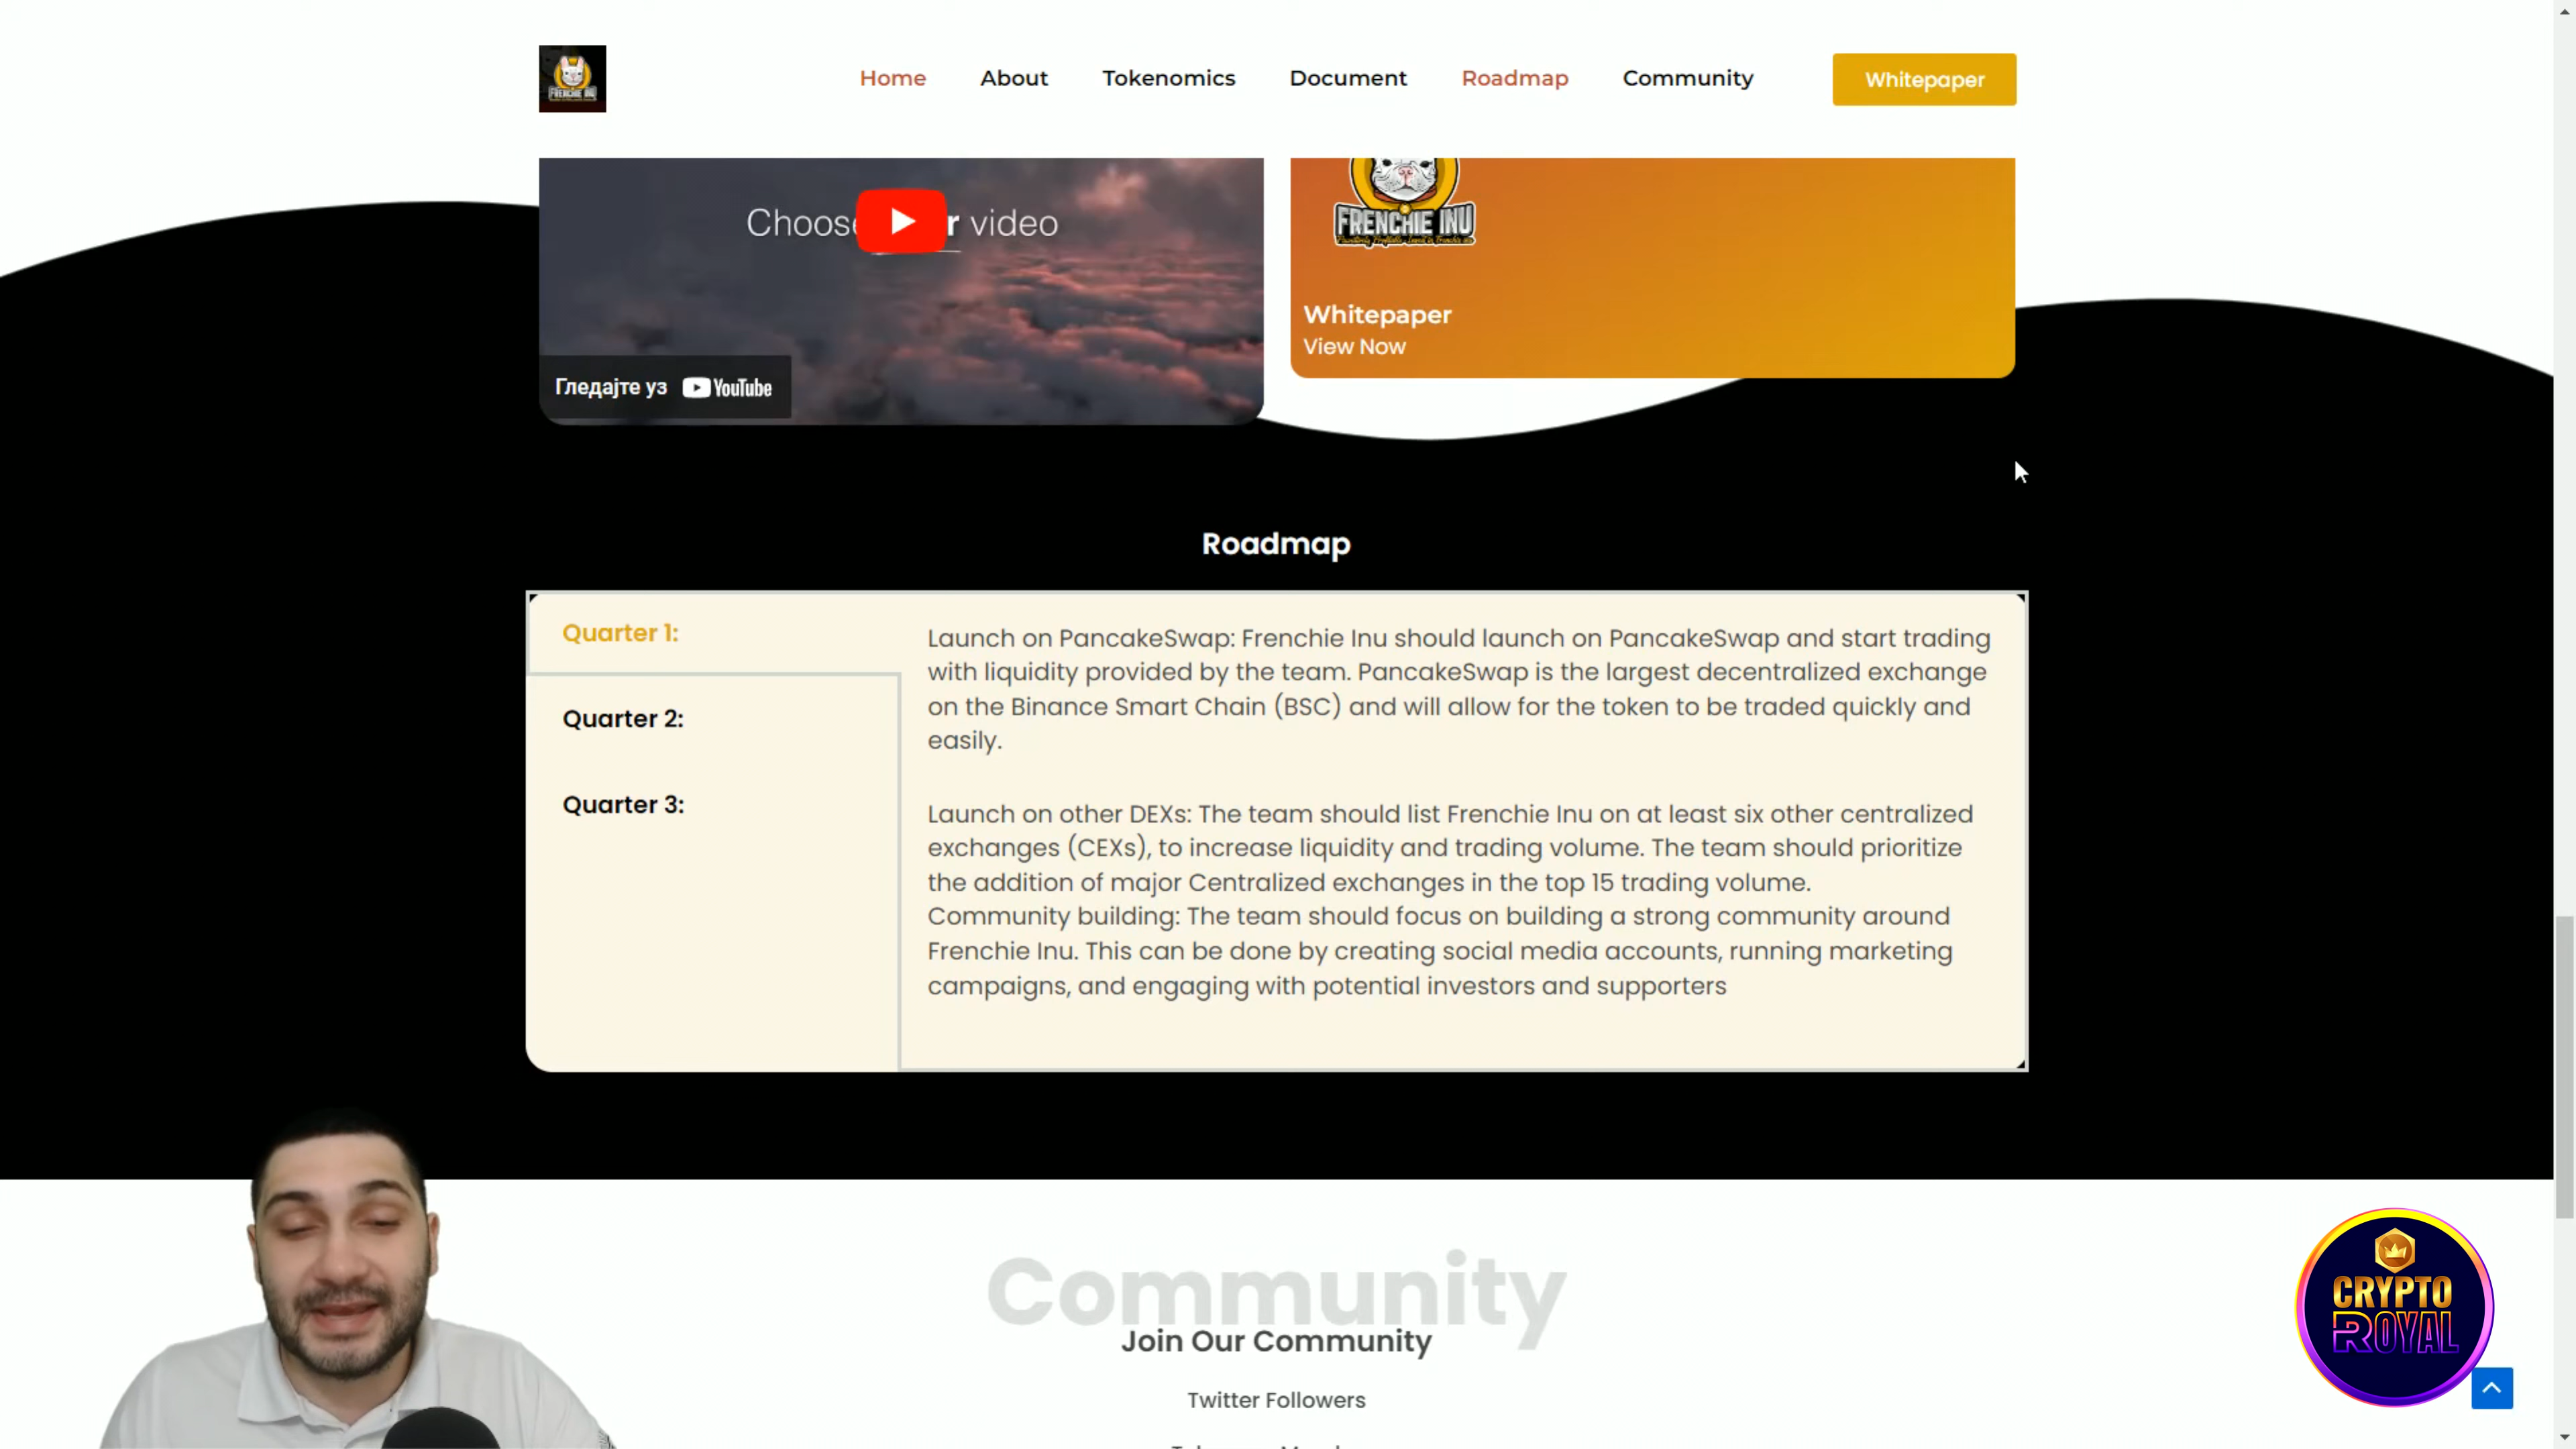 FRENCHIE INU
Home
About
Tokenomics
Document
Roadmap
Community
Whitepaper
Choose
r video
Гледајте уз YouTube
FRENCHIE INU
Whitepaper
View Now
Roadmap
Quarter 1:
Quarter 2:
Quarter 3:
Launch on PancakeSwap: Frenchie Inu should launch on PancakeSwap and start trading
with liquidity provided by the team. PancakeSwap is the largest decentralized exchange
on the Binance Smart Chain (BSC) and will allow for the token to be traded quickly and
easily.
Launch on other DEXs: The team should list Frenchie Inu on at least six other centralized
exchanges (CEXs), to increase liquidity and trading volume. The team should prioritize
the addition of major Centralized exchanges in the top 15 trading volume.
Community building: The team should focus on building a strong community around
Frenchie Inu. This can be done by creating social media accounts, running marketing
campaigns, and engaging with potential investors and supporters
Community
Join Our Community
Twitter Followers
CRYPTO
ROYAL